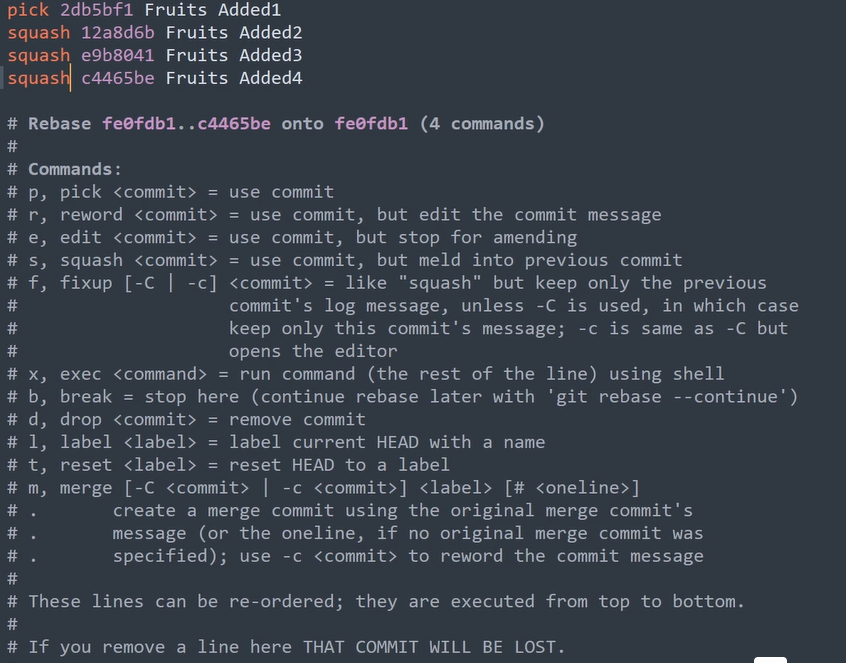 pick 2db5bf1 Fruits Added1
squash 12a8d6b Fruits Added2
squash e9b8041 Fruits Added3
squash c4465be Fruits Added4
# Rebase fe0fdb1..c4465be onto fe0fdb1 (4 commands)
#
# Commands:
# p, pick <commit> = use commit
# r, reword <commit> = use commit, but edit the commit message
# e, edit <commit> = use commit, but stop for amending
# s, squash <commit> = use commit, but meld into previous commit
# f, fixup [-C | -c] <commit> = like "squash" but keep only the previous
#                    commit's log message, unless -C is used, in which case
#                    keep only this commit's message; -c is same as -C but
#                    opens the editor
# x, exec <command> = run command (the rest of the line) using shell
# b, break = stop here (continue rebase later with 'git rebase --continue')
# d, drop <commit> = remove commit
# l, label <label> = label current HEAD with a name
# t, reset <label> = reset HEAD to a label
# m, merge [-C <commit> | -c <commit>] <label> [# <oneline>]
# .       create a merge commit using the original merge commit's
# .       message (or the oneline, if no original merge commit was
# .       specified); use -c <commit> to reword the commit message
#
# These lines can be re-ordered; they are executed from top to bottom.
#
# If you remove a line here THAT COMMIT WILL BE LOST.